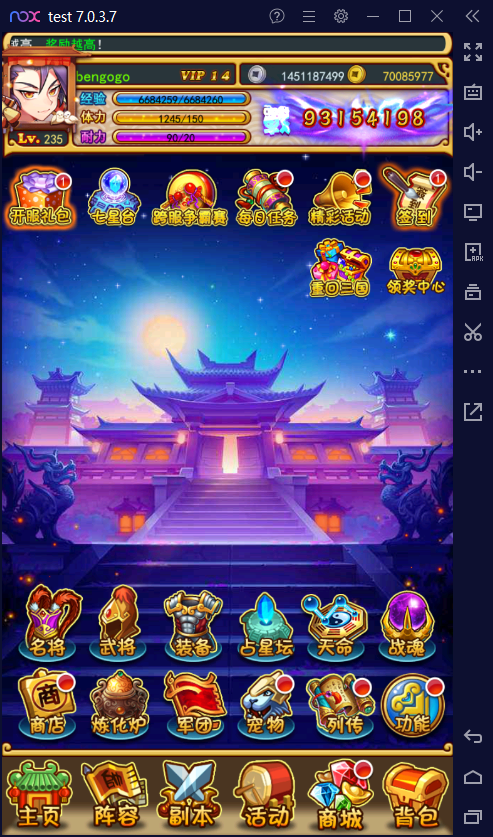 nox test 7.0.3.7
越高，奖励越高！
bengogo VIP 14 1451187499 70085977
经验 6684259/6684260
体力 1245/150
耐力 90/20
93154198
Lv. 235
1 1
开服礼包 七星台 跨服争霸赛 每日任务 精彩活动 签到
重回三国 领奖中心
名将 武将 装备 占星坛 天命 战魂
商
商店 炼化炉 军团 宠物 列传 功能
主页 阵容 副本 活动 商城 背包
APK